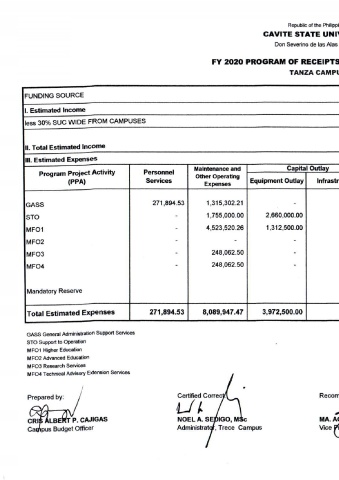 Republic of the Philippi
CAVITE STATE UNI
Don Severino de las Alas
FY 2020 PROGRAM OF RECEIPTS
TANZA CAMPU
FUNDING SOURCE
I. Estimated Income
less 30% SUC WIDE FROM CAMPUSES
II. Total Estimated Income
III. Estimated Expenses
Program Project Activity (PPA) Personnel Services Maintenance and Other Operating Expenses Capital Outlay Equipment Outlay Infrastr
GASS 271,894.53 1,315,302.21 -
STO - 1,755,000.00 2,660,000.00
MFO1 - 4,523,520.26 1,312,500.00
MFO2 - - -
MFO3 - 248,062.50
MFO4 - 248,062.50
Mandatory Reserve
Total Estimated Expenses 271,894.53 8,089,947.47 3,972,500.00
GASS General Administration Support Services
STO Support to Operation
MFO1 Higher Education
MFO2 Advanced Education
MFO3 Research Services
MFO4 Technical Advisory Extension Services
Prepared by: Certified Correct: Recom
CRIS ALBERT P. CAJIGAS NOEL A. SEDIGO, MSc MA. A
Campus Budget Officer Administrator, Trece Campus Vice P